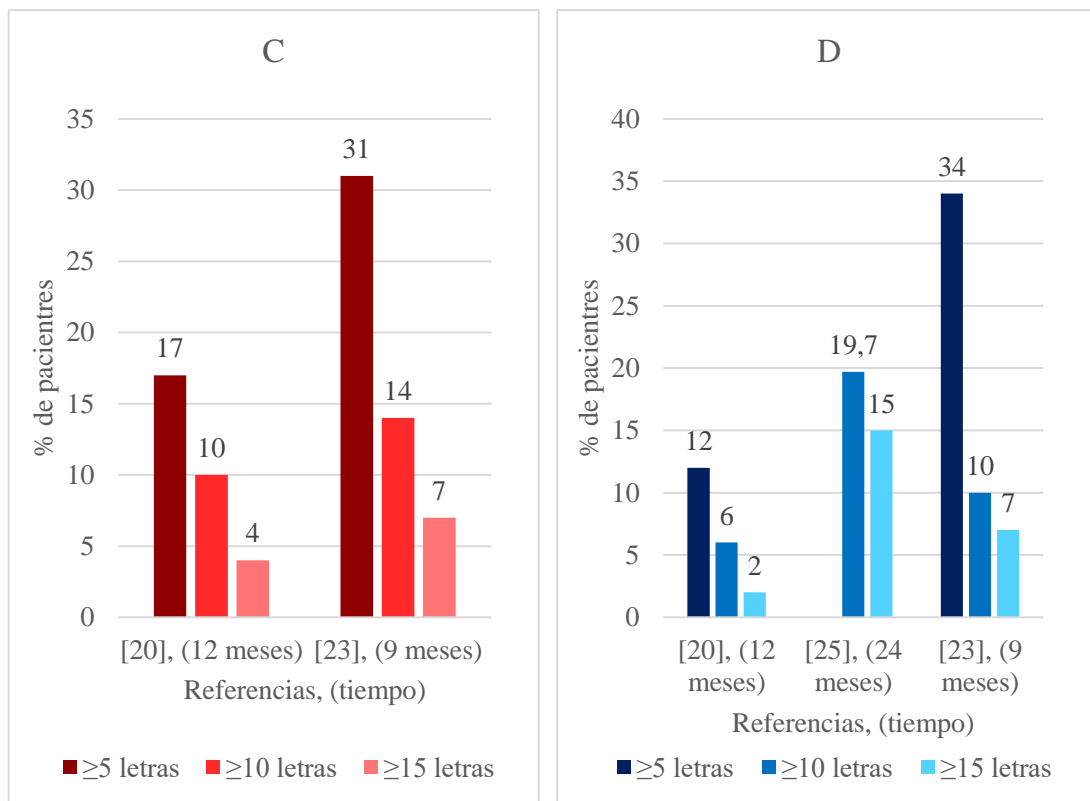 C
35
30
25
20
15
10
5
0
% de pacientres
17
10
4
31
14
7
[20], (12 meses) [23], (9 meses)
Referencias, (tiempo)
≥5 letras ≥10 letras ≥15 letras
D
40
35
30
25
20
15
10
5
0
% de pacientres
12
6
2
19,7
15
34
10
7
[20], (12 [25], (24 [23], (9
meses) meses) meses)
Referencias, (tiempo)
≥5 letras ≥10 letras ≥15 letras